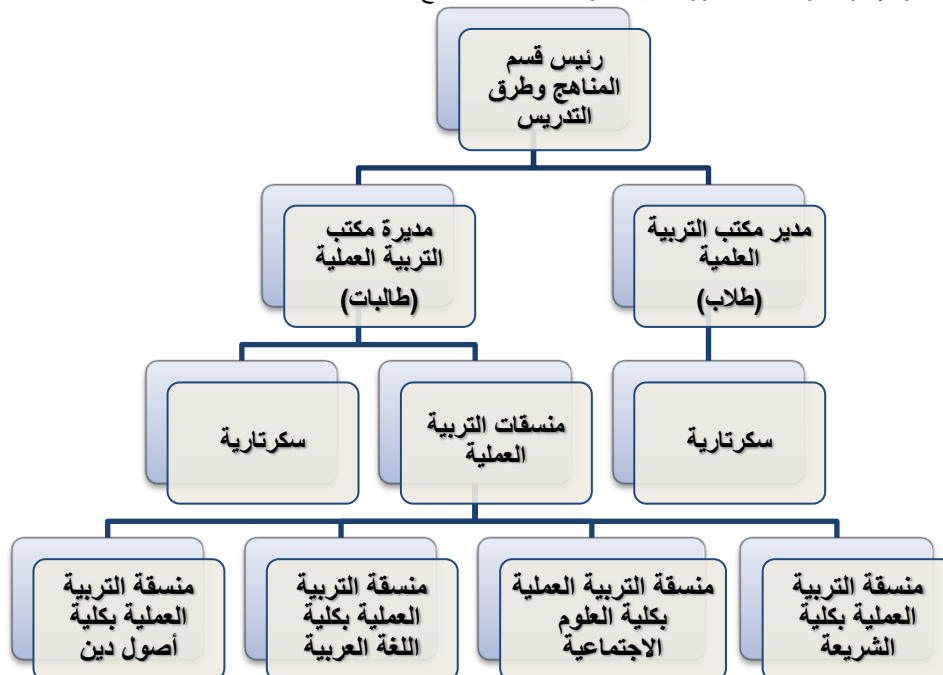 رئيس قسم
المناهج وطرق
التدريس
مدير مكتب التربية
العلمية
(طلاب)
مديرة مكتب
التربية العملية
(طالبات)
سكرتارية
منسقات التربية
العملية
سكرتارية
منسقة التربية
العملية بكلية
الشريعة
منسقة التربية العملية
بكلية العلوم
الاجتماعية
منسقة التربية
العملية بكلية
اللغة العربية
منسقة التربية
العملية بكلية
أصول دين